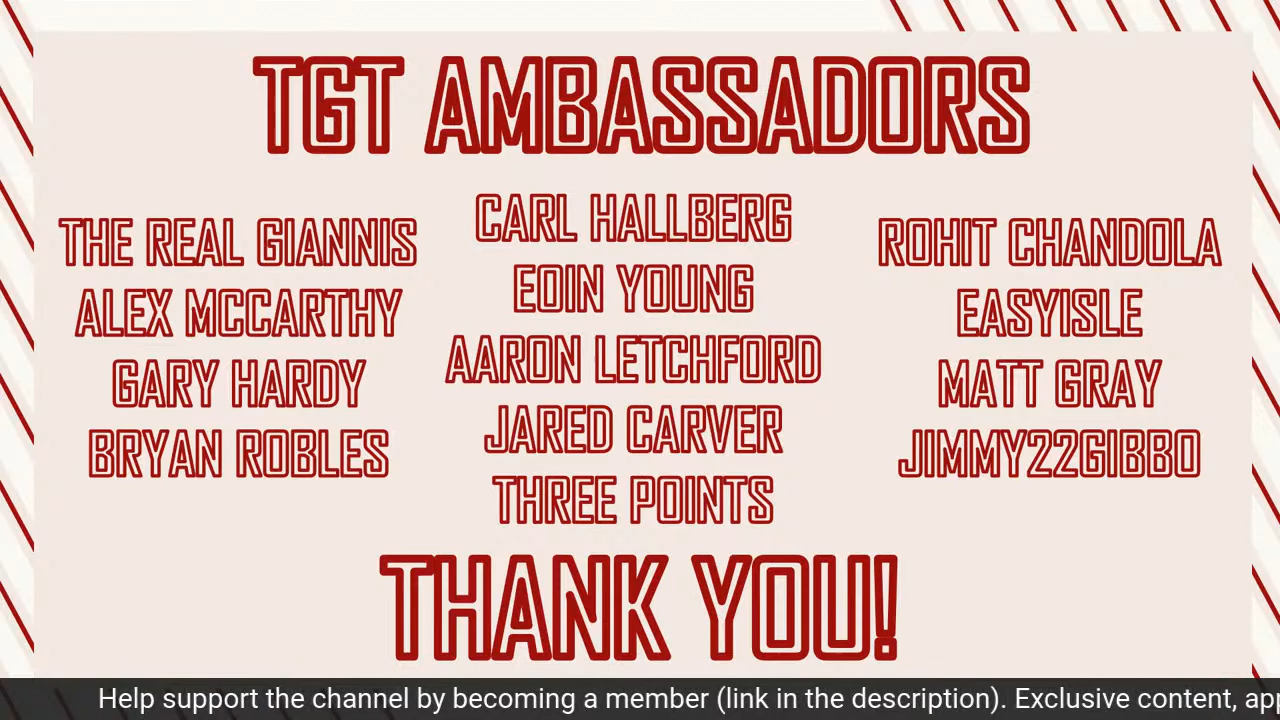 TGT AMBASSADORS
THE REAL GIANNIS
ALEX MCCARTHY
GARY HARDY
BRYAN ROBLES
CARL HALLBERG
EOIN YOUNG
AARON LETCHFORD
JARED CARVER
THREE POINTS
ROHIT CHANDOLA
EASYISLE
MATT GRAY
JIMMY22GIBBO
THANK YOU!
Help support the channel by becoming a member (link in the description). Exclusive content,